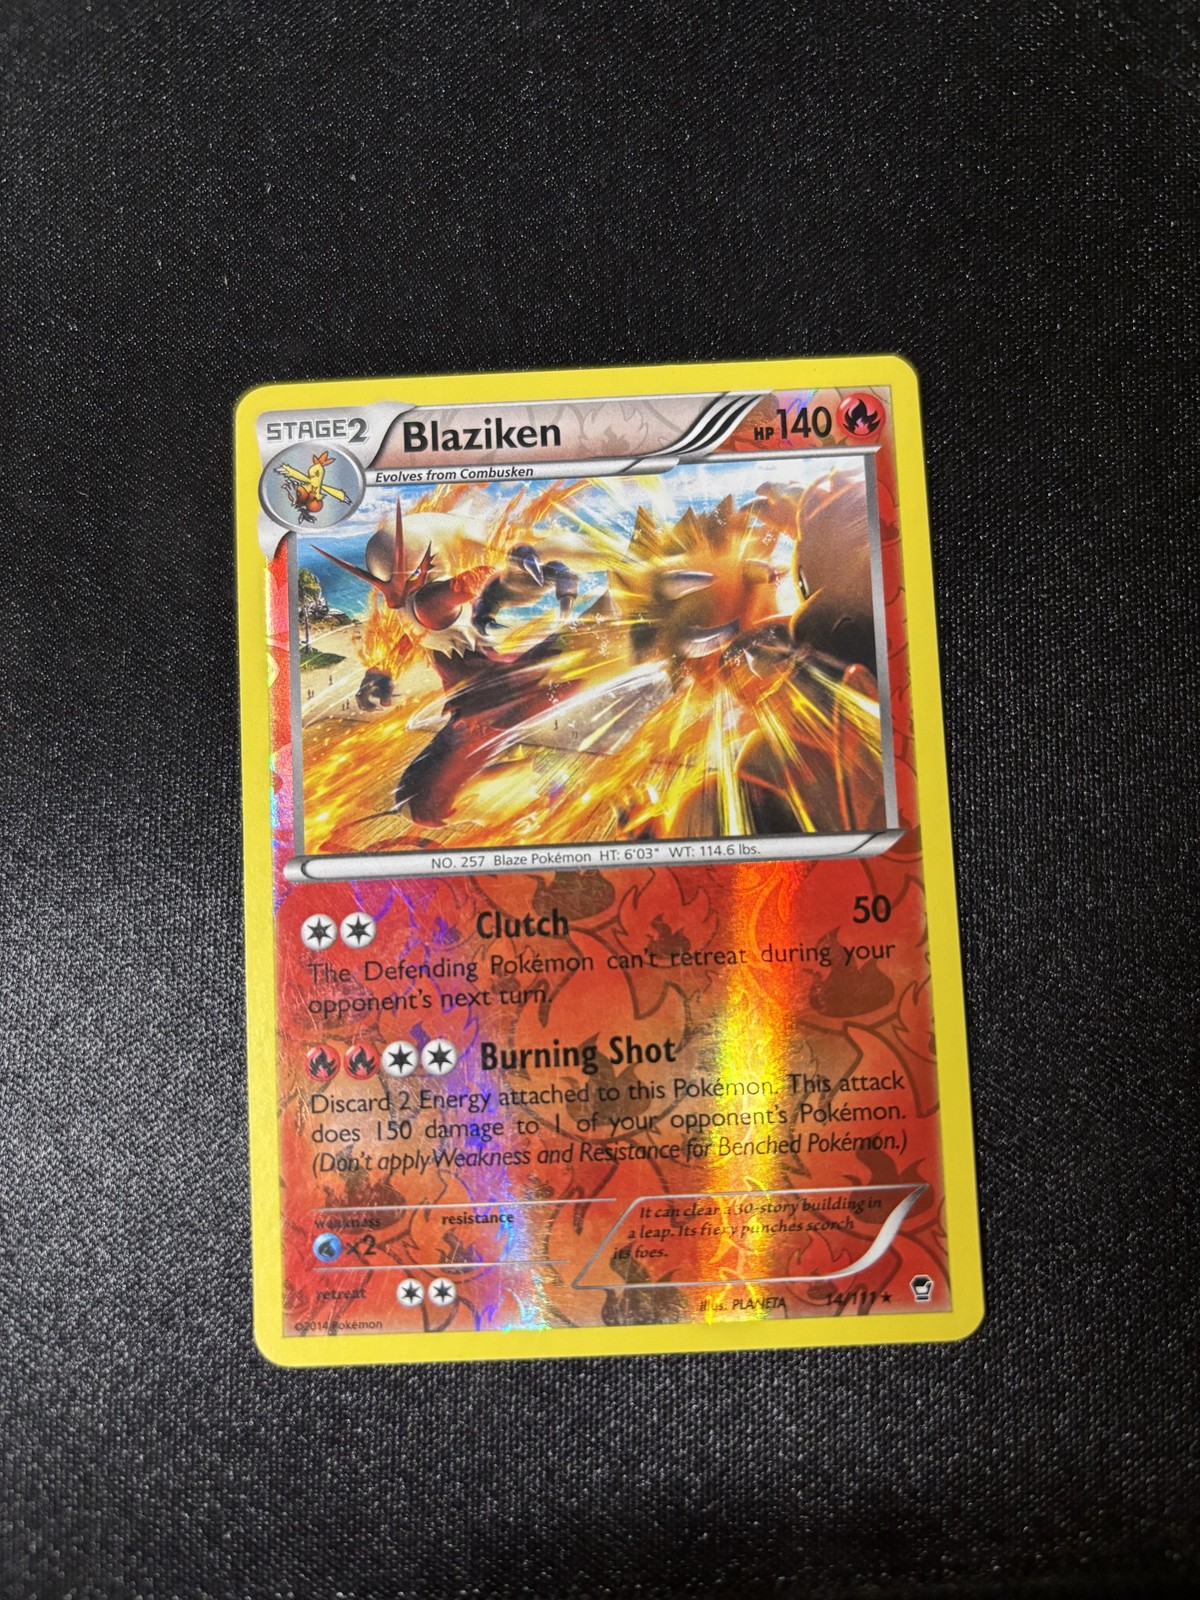 STAGE2 Blaziken HP140
Evolves from Combusken
NO. 257 Blaze Pokémon HT: 6'03" WT: 114.6 lbs.
Clutch 50
The Defending Pokémon can't retreat during your
opponent's next turn.
Burning Shot
Discard 2 Energy attached to this Pokémon. This attack
does 150 damage to 1 of your opponent's Pokémon.
(Don't apply Weakness and Resistance for Benched Pokémon.)
weakness resistance
×2
It can clear a 30-story building in
a leap. Its fiery punches scorch
its foes.
retreat
illus. PLANETA 14/111
©2014 Pokémon